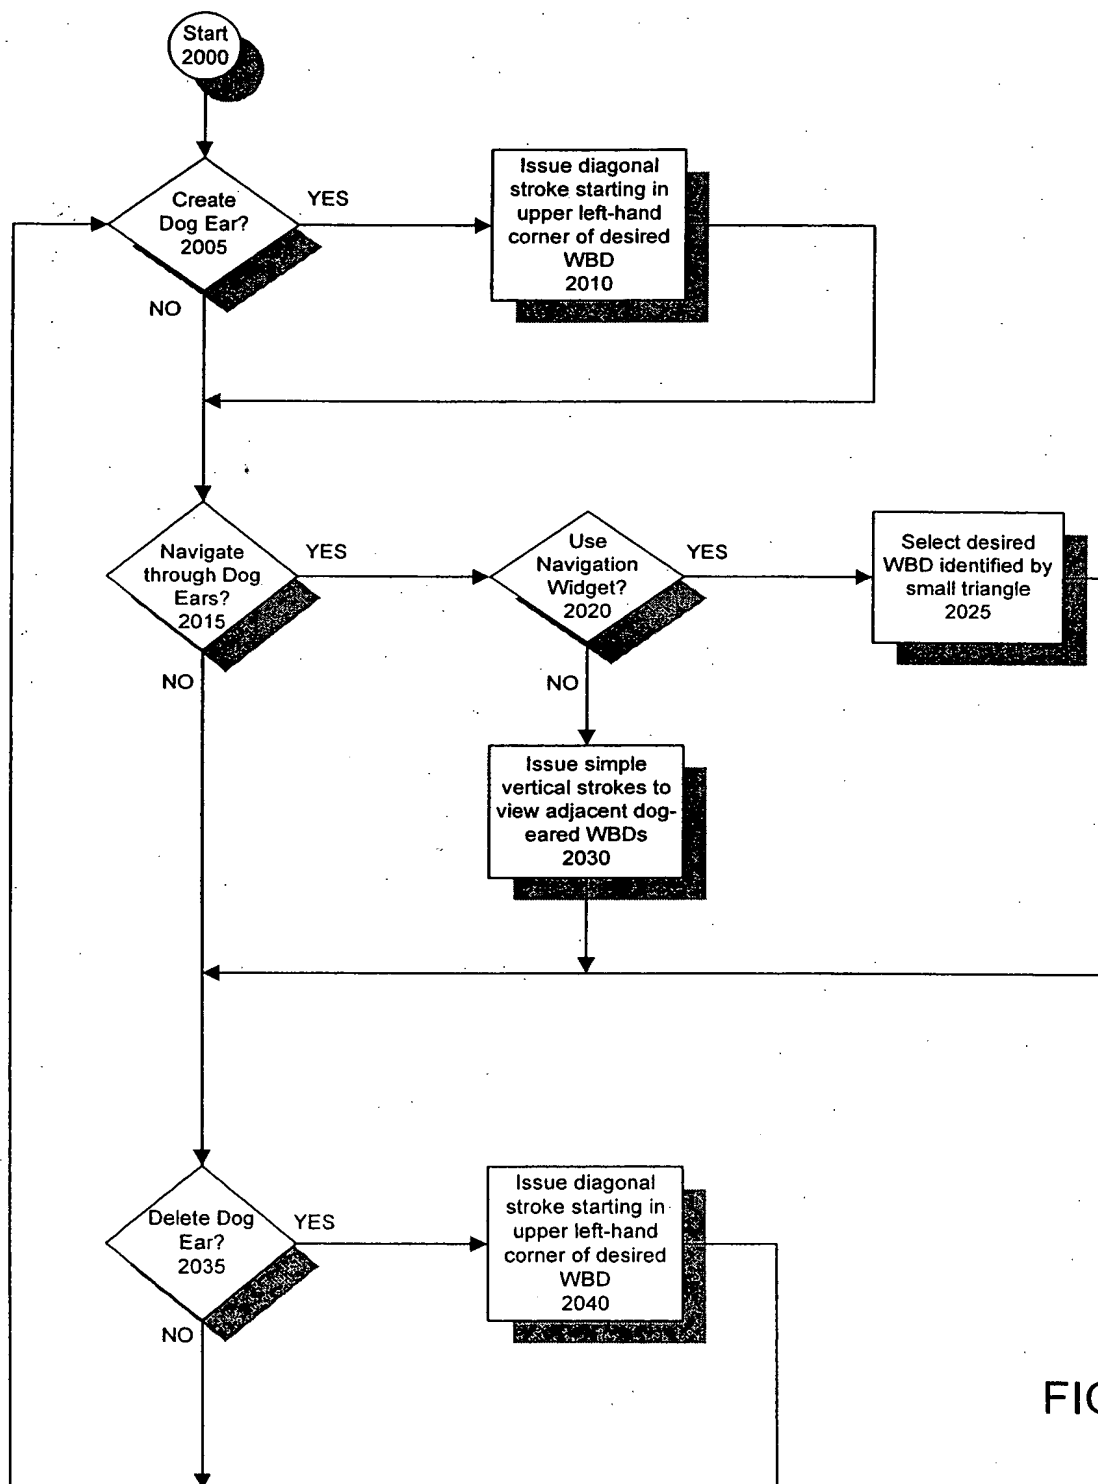 Start
2000
Create
Dog Ear?
2005
YES
NO
Issue diagonal
stroke starting in
upper left-hand
corner of desired
WBD
2010
Navigate
through Dog
Ears?
2015
YES
NO
Use
Navigation
Widget?
2020
YES
NO
Select desired
WBD identified by
small triangle
2025
Issue simple
vertical strokes to
view adjacent dog-
eared WBDs
2030
Delete Dog
Ear?
2035
YES
NO
Issue diagonal
stroke starting in
upper left-hand
corner of desired
WBD
2040